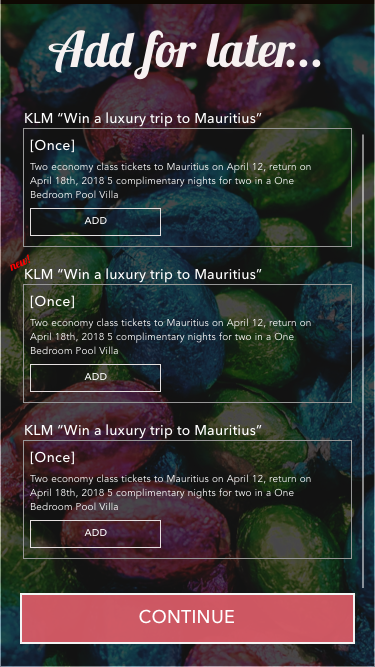 Add for later...
KLM “Win a luxury trip to Mauritius”
[Once]
Two economy class tickets to Mauritius on April 12, return on
April 18th, 2018 5 complimentary nights for two in a One
Bedroom Pool Villa
ADD
new!
KLM “Win a luxury trip to Mauritius”
[Once]
Two economy class tickets to Mauritius on April 12, return on
April 18th, 2018 5 complimentary nights for two in a One
Bedroom Pool Villa
ADD
KLM “Win a luxury trip to Mauritius”
[Once]
Two economy class tickets to Mauritius on April 12, return on
April 18th, 2018 5 complimentary nights for two in a One
Bedroom Pool Villa
ADD
CONTINUE